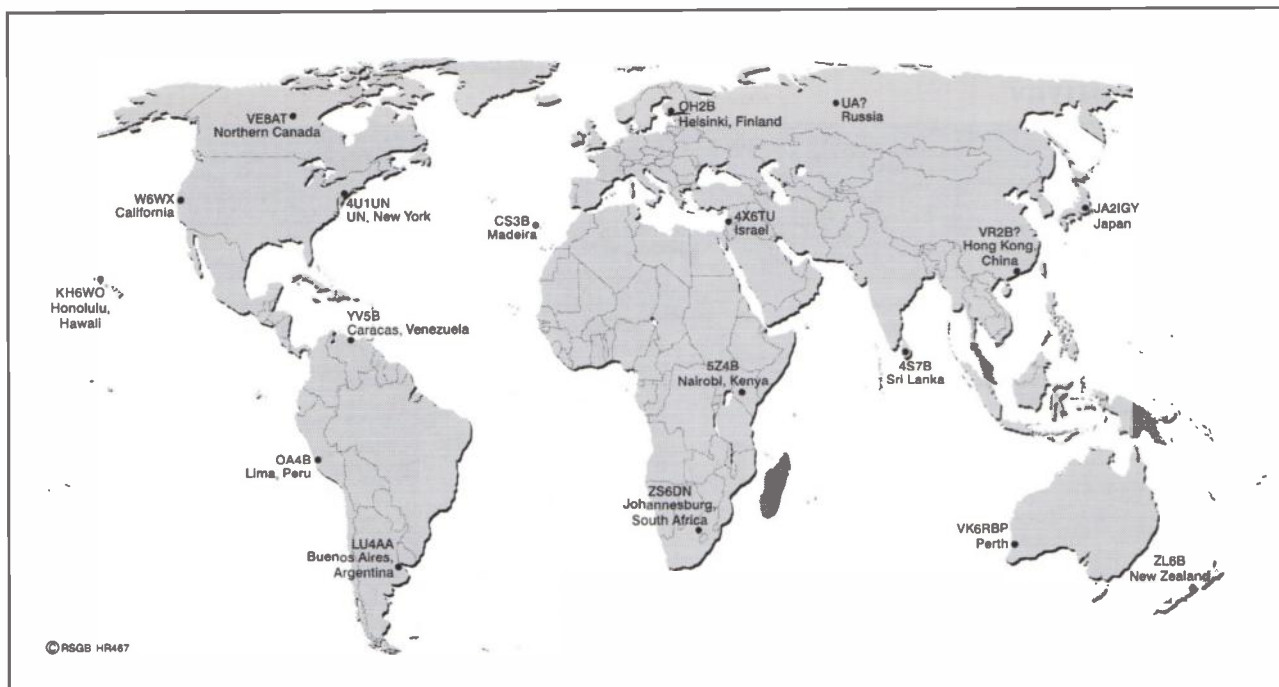 VE8AT
Northern Canada
OH2B
Helsinki, Finland
UA?
Russia
W6WX
California
4U1UN
UN, New York
CS3B
Madeira
4X6TU
Israel
VR2B?
Hong Kong,
China
JA2IGY
Japan
KH6WO
Honolulu,
Hawaii
YV5B
Caracas, Venezuela
5Z4B
Nairobi, Kenya
4S7B
Sri Lanka
OA4B
Lima, Peru
ZS6DN
Johannesburg,
South Africa
VK6RBP
Perth
LU4AA
Buenos Aires,
Argentina
ZL6B
New Zealand
© RSGB HR467